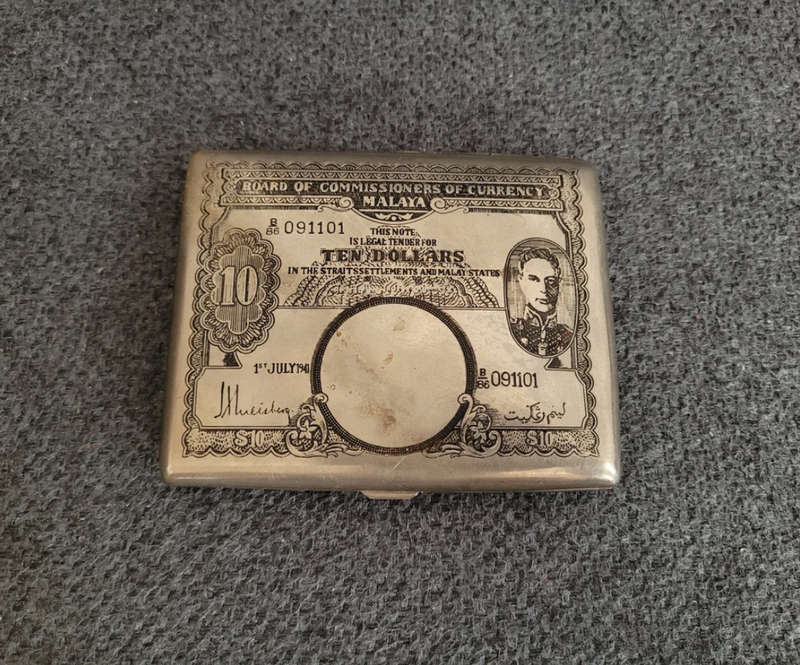 BOARD OF COMMISSIONERS OF CURRENCY
MALAYA
B/86 091101
THIS NOTE
IS LEGAL TENDER FOR
TEN DOLLARS
IN THE STRAITS SETTLEMENTS AND MALAY STATES
10
1ST JULY 1941
B/86 091101
$10
$10